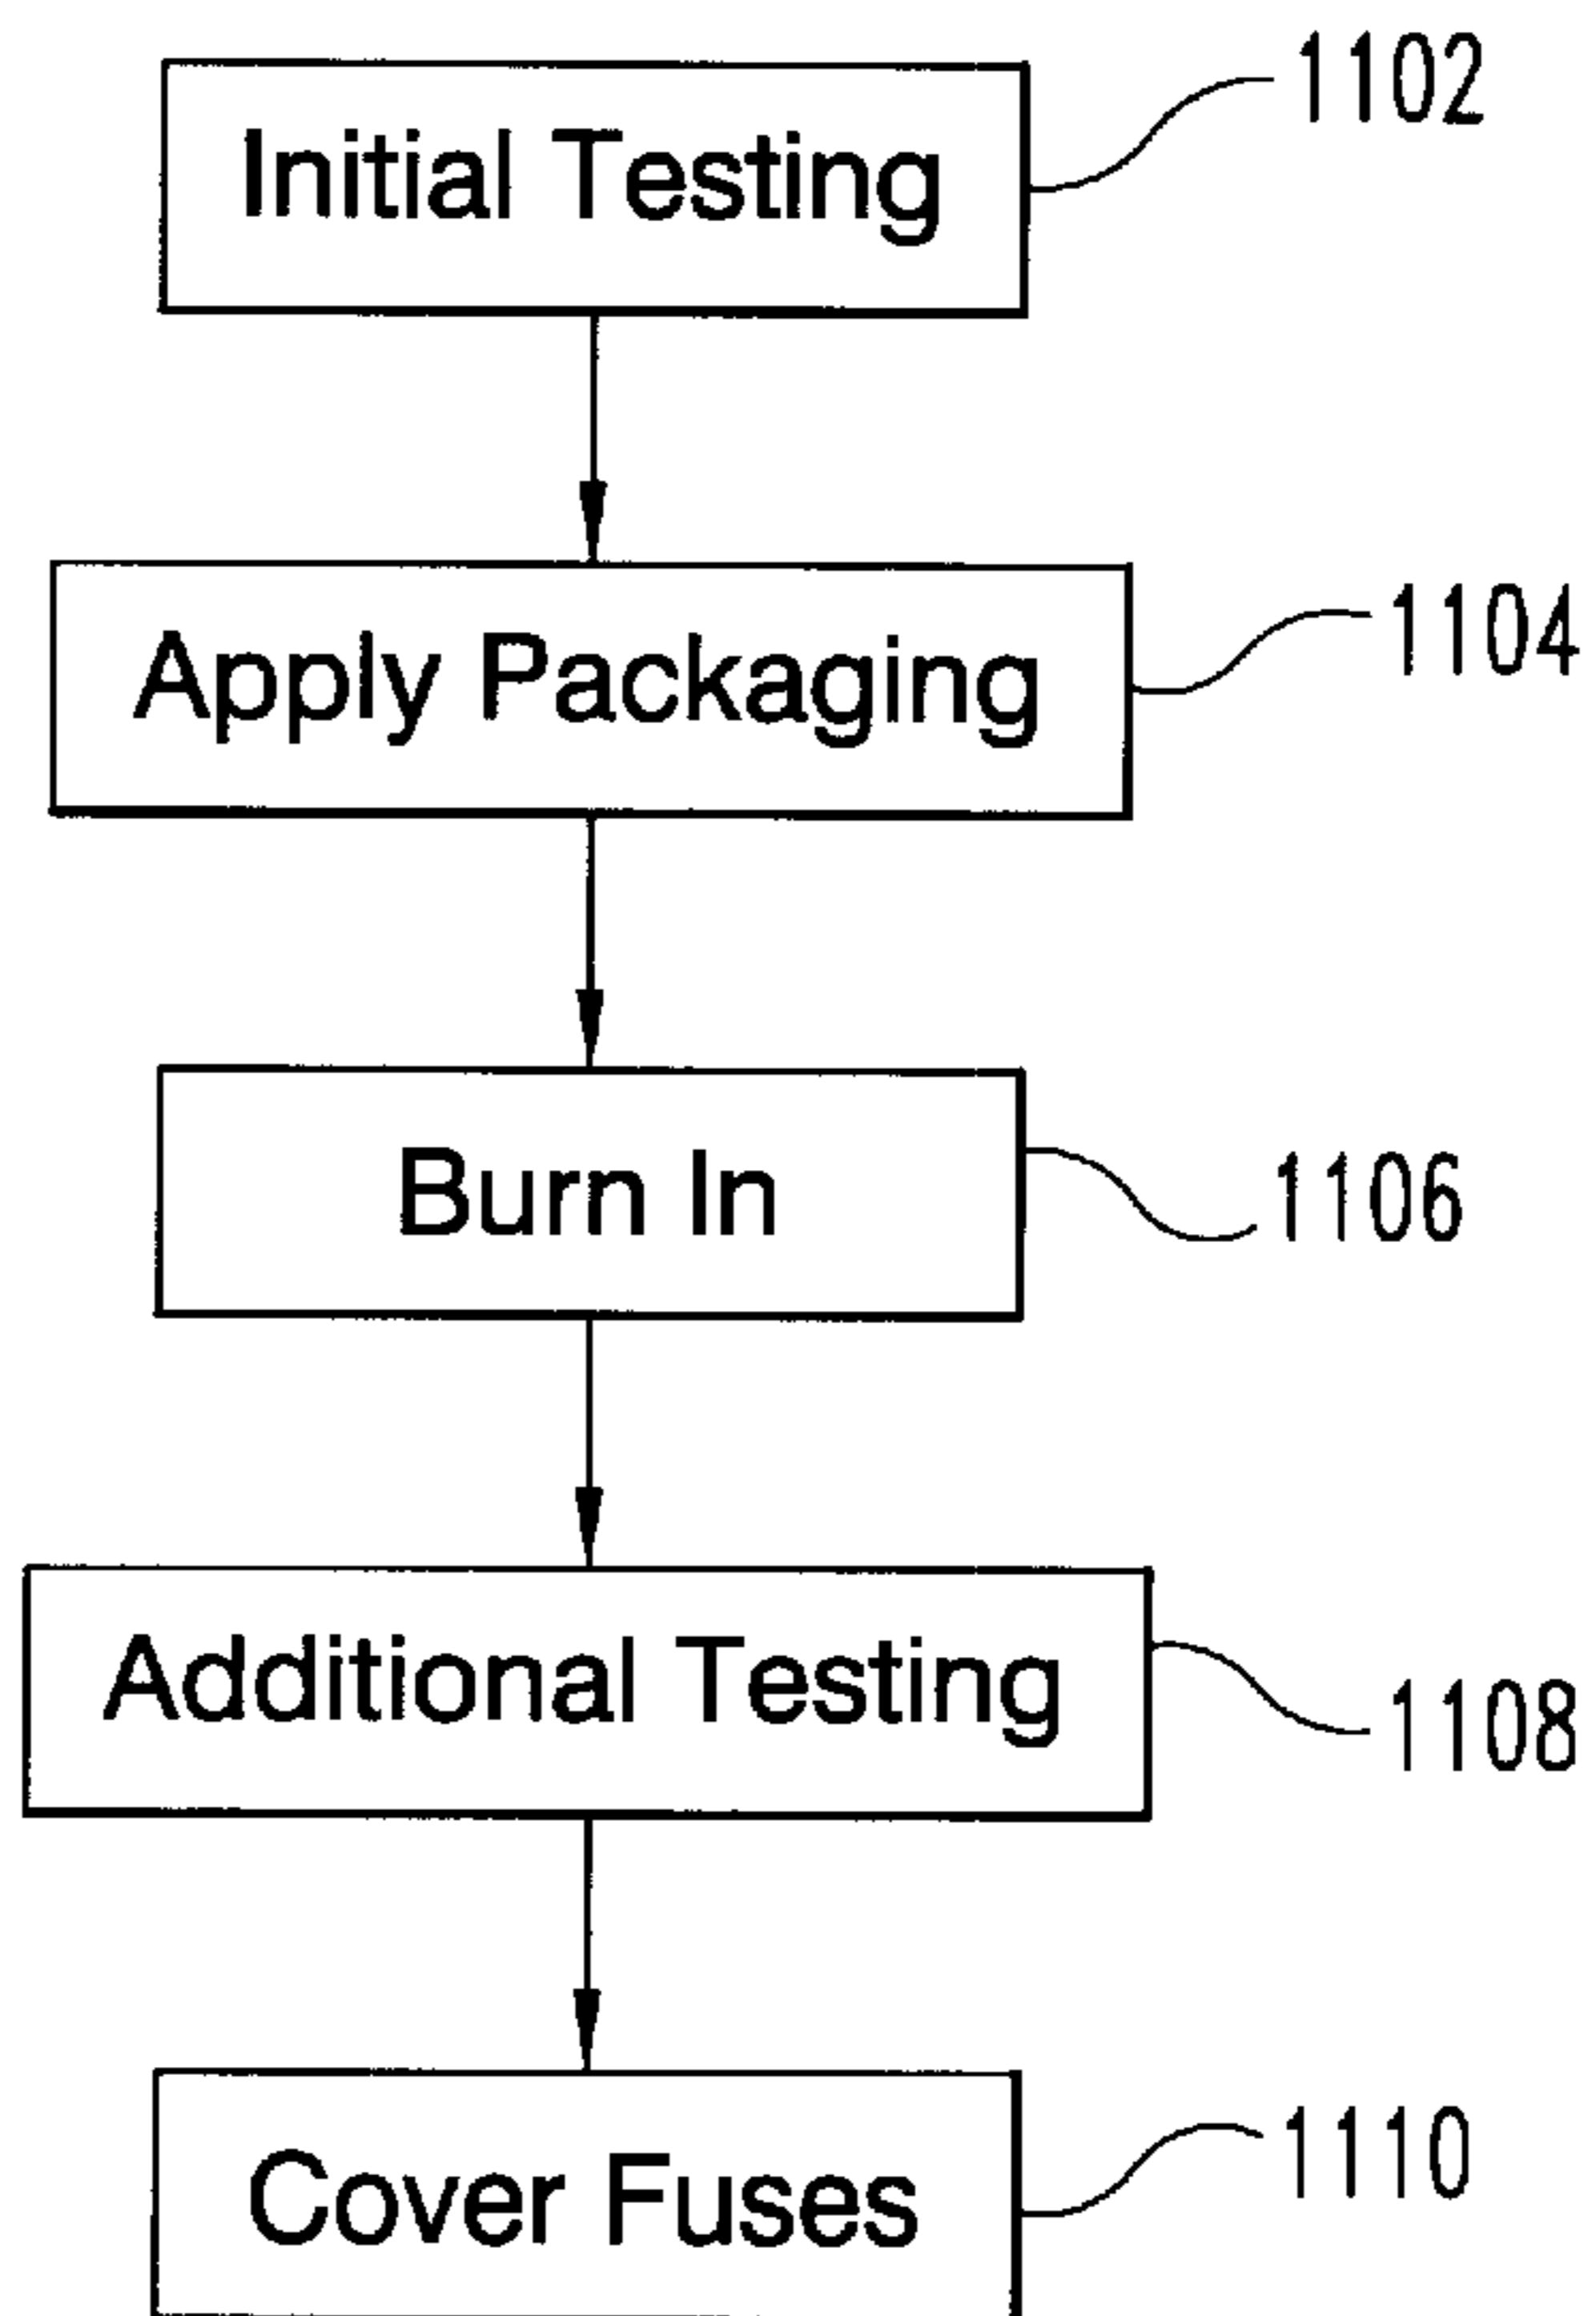 Initial Testing
1102
Apply Packaging
1104
Burn In
1106
Additional Testing
1108
Cover Fuses
1110